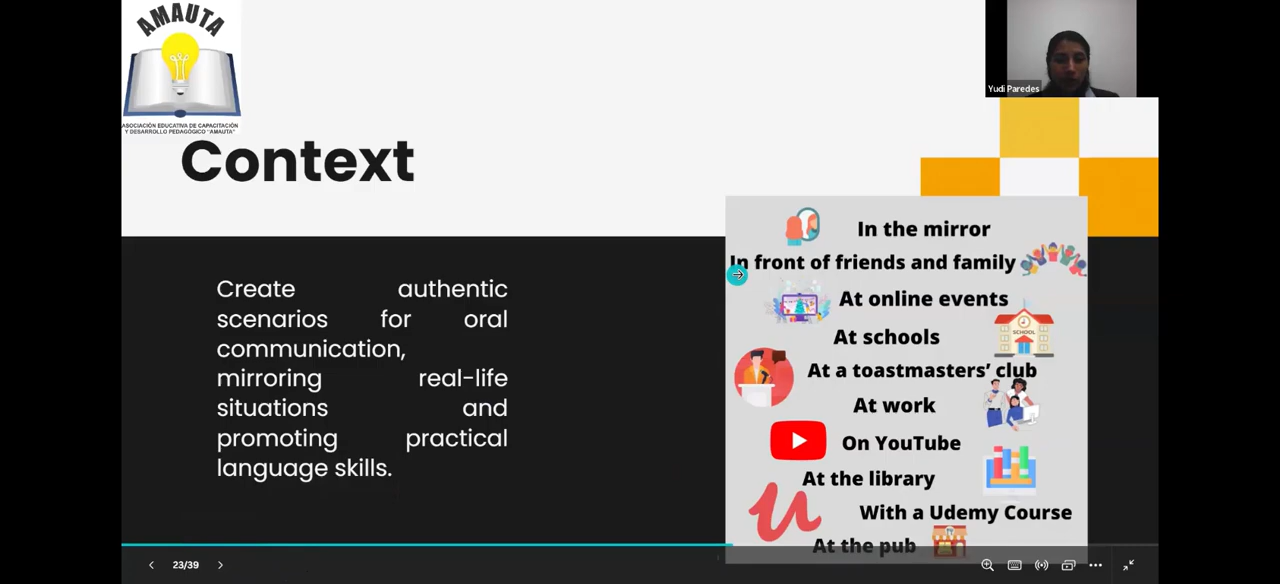 AMAUTA
ASOCIACIÓN EDUCATIVA DE CAPACITACIÓN
Y DESARROLLO PEDAGÓGICO "AMAUTA"
Yudi Paredes
Context
Create authentic
scenarios for oral
communication,
mirroring real-life
situations and
promoting practical
language skills.
In the mirror
In front of friends and family
At online events
At schools
SCHOOL
At a toastmasters' club
At work
On YouTube
At the library
With a Udemy Course
At the pub
23/39